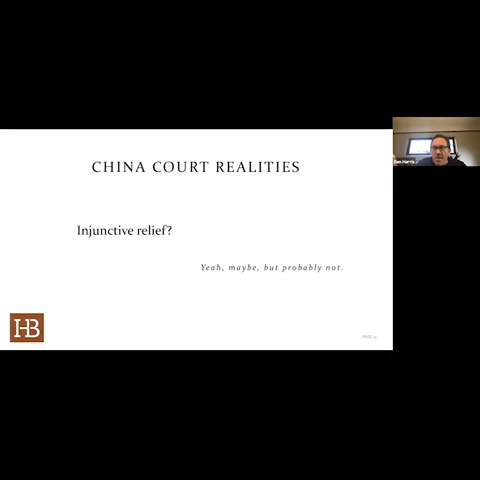 CHINA COURT REALITIES
Injunctive relief?
Yeah, maybe, but probably not.
HB